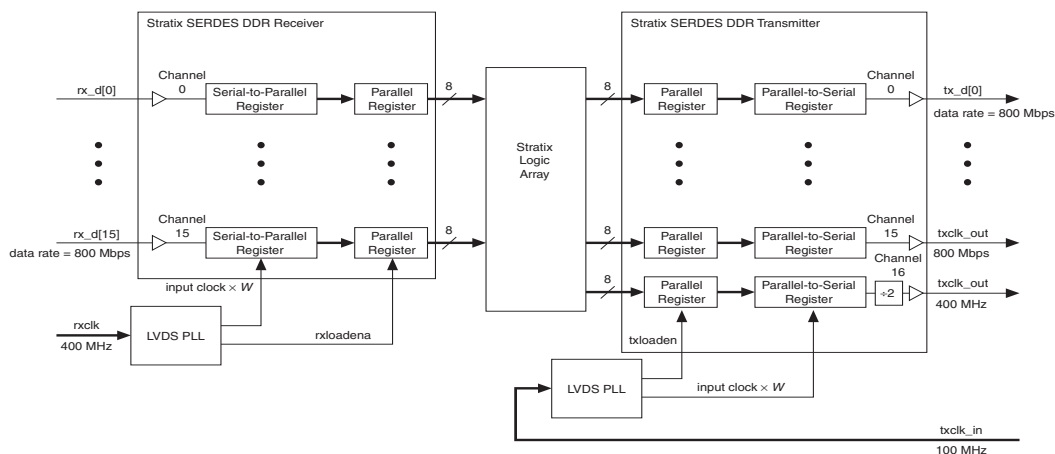 Stratix SERDES DDR Receiver
Stratix SERDES DDR Transmitter
rx_d[0]
Channel
0
Serial-to-Parallel
Register
Parallel
Register
8
Stratix
Logic
Array
8
Parallel
Register
Parallel-to-Serial
Register
Channel
0
tx_d[0]
data rate = 800 Mbps
rx_d[15]
data rate = 800 Mbps
Channel
15
Serial-to-Parallel
Register
Parallel
Register
8
8
Parallel
Register
Parallel-to-Serial
Register
Channel
15
txclk_out
800 Mbps
8
Parallel
Register
Parallel-to-Serial
Register
Channel
16
÷2
txclk_out
400 MHz
input clock × W
rxclk
400 MHz
LVDS PLL
rxloadena
txloaden
LVDS PLL
input clock × W
txclk_in
100 MHz